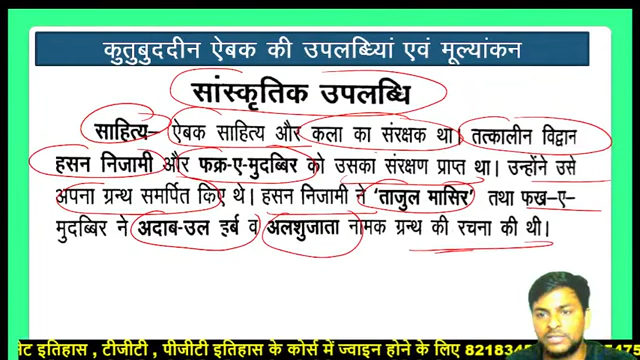 कुतुबुददीन ऐबक की उपलब्धियां एवं मूल्यांकन
सांस्कृतिक उपलब्धि
साहित्य– ऐबक साहित्य और कला का संरक्षक था। तत्कालीन विद्वान
हसन निजामी और फक्र-ए-मुदब्बिर को उसका संरक्षण प्राप्त था। उन्होंने उसे
अपना ग्रन्थ समर्पित किए थे। हसन निजामी ने 'ताजुल मासिर' तथा फख्र-ए-
मुदब्बिर ने अदाब-उल हर्ब व अलशुजाता नामक ग्रन्थ की रचना की थी।
नेट इतिहास , टीजीटी , पीजीटी इतिहास के कोर्स में ज्वाइन होने के लिए